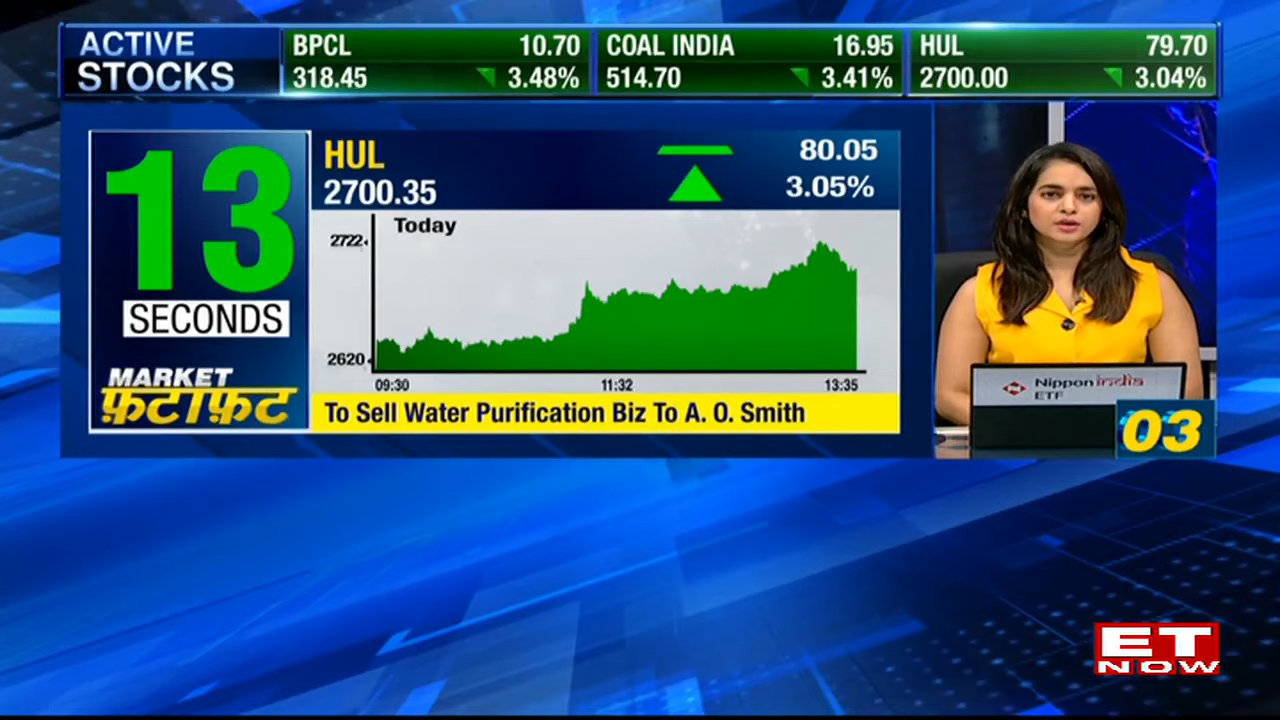 ACTIVE
STOCKS
BPCL 10.70
318.45 3.48%
COAL INDIA 16.95
514.70 3.41%
HUL 79.70
2700.00 3.04%
13
SECONDS
MARKET
फ़टाफ़ट
HUL 80.05
2700.35 3.05%
Today
2722
2620
09:30 11:32 13:35
To Sell Water Purification Biz To A. O. Smith
Nippon india
ETF
03
ET
NOW